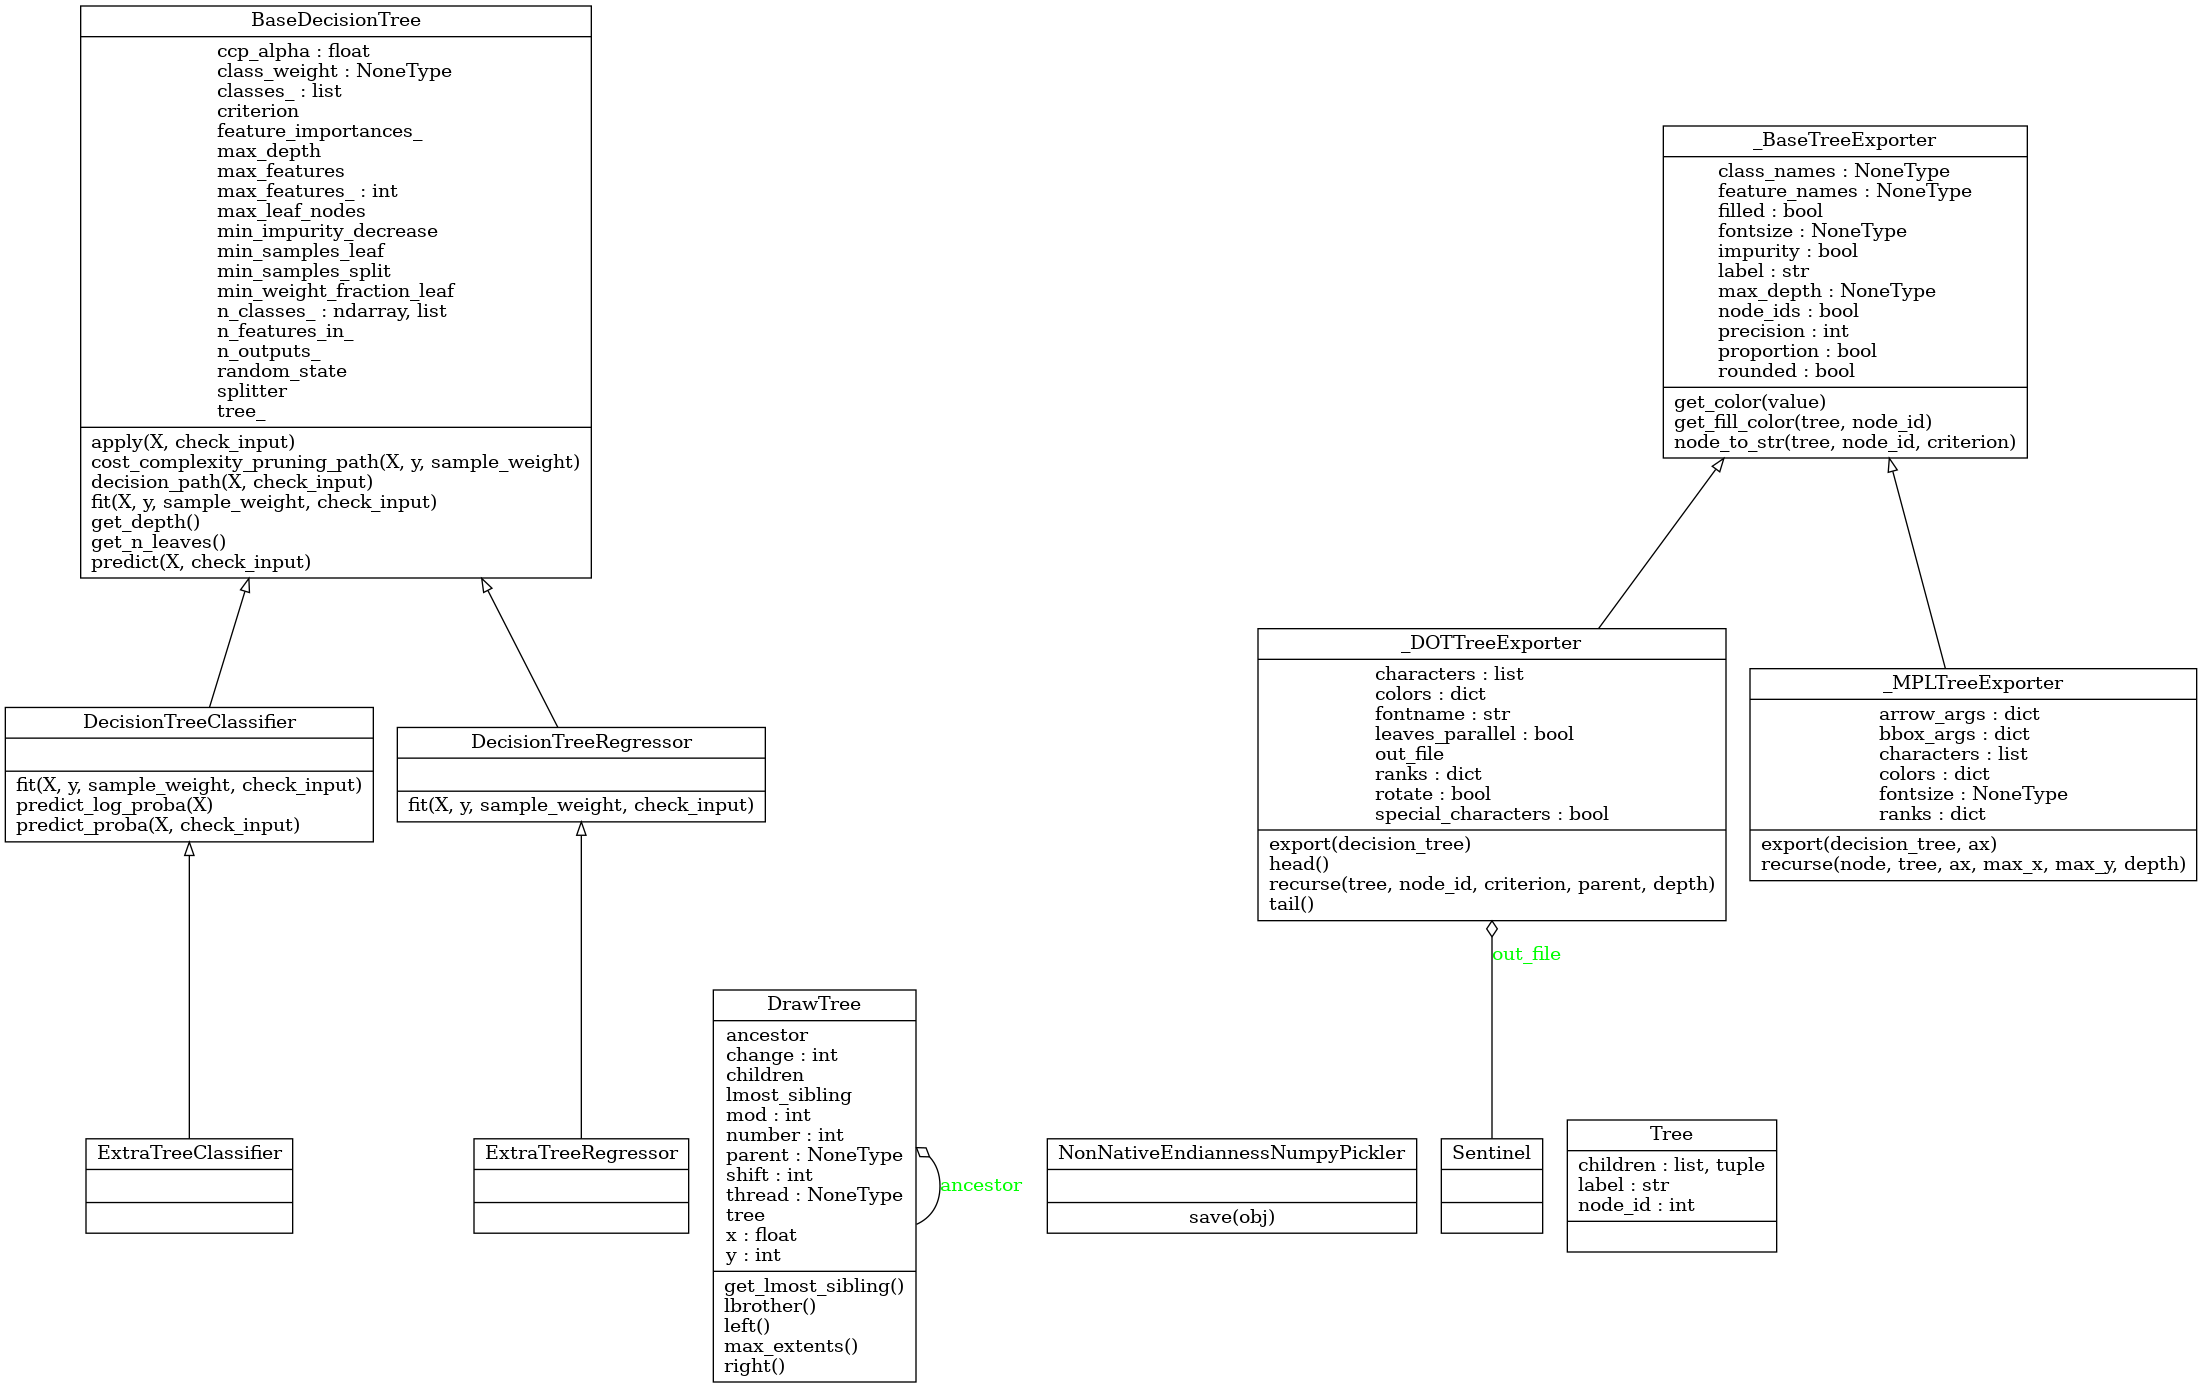 BaseDecisionTree
ccp_alpha : float
class_weight : NoneType
classes_ : list
criterion
feature_importances_
max_depth
max_features
max_features_ : int
max_leaf_nodes
min_impurity_decrease
min_samples_leaf
min_samples_split
min_weight_fraction_leaf
n_classes_ : ndarray, list
n_features_in_
n_outputs_
random_state
splitter
tree_
apply(X, check_input)
cost_complexity_pruning_path(X, y, sample_weight)
decision_path(X, check_input)
fit(X, y, sample_weight, check_input)
get_depth()
get_n_leaves()
predict(X, check_input)
_BaseTreeExporter
class_names : NoneType
feature_names : NoneType
filled : bool
fontsize : NoneType
impurity : bool
label : str
max_depth : NoneType
node_ids : bool
precision : int
proportion : bool
rounded : bool
get_color(value)
get_fill_color(tree, node_id)
node_to_str(tree, node_id, criterion)
DecisionTreeClassifier
fit(X, y, sample_weight, check_input)
predict_log_proba(X)
predict_proba(X, check_input)
DecisionTreeRegressor
fit(X, y, sample_weight, check_input)
_DOTTreeExporter
characters : list
colors : dict
fontname : str
leaves_parallel : bool
out_file
ranks : dict
rotate : bool
special_characters : bool
export(decision_tree)
head()
recurse(tree, node_id, criterion, parent, depth)
tail()
_MPLTreeExporter
arrow_args : dict
bbox_args : dict
characters : list
colors : dict
fontsize : NoneType
ranks : dict
export(decision_tree, ax)
recurse(node, tree, ax, max_x, max_y, depth)
out_file
ExtraTreeClassifier
ExtraTreeRegressor
DrawTree
ancestor
change : int
children
lmost_sibling
mod : int
number : int
parent : NoneType
shift : int
thread : NoneType
tree
x : float
y : int
get_lmost_sibling()
lbrother()
left()
max_extents()
right()
ancestor
NonNativeEndiannessNumpyPickler
save(obj)
Sentinel
Tree
children : list, tuple
label : str
node_id : int